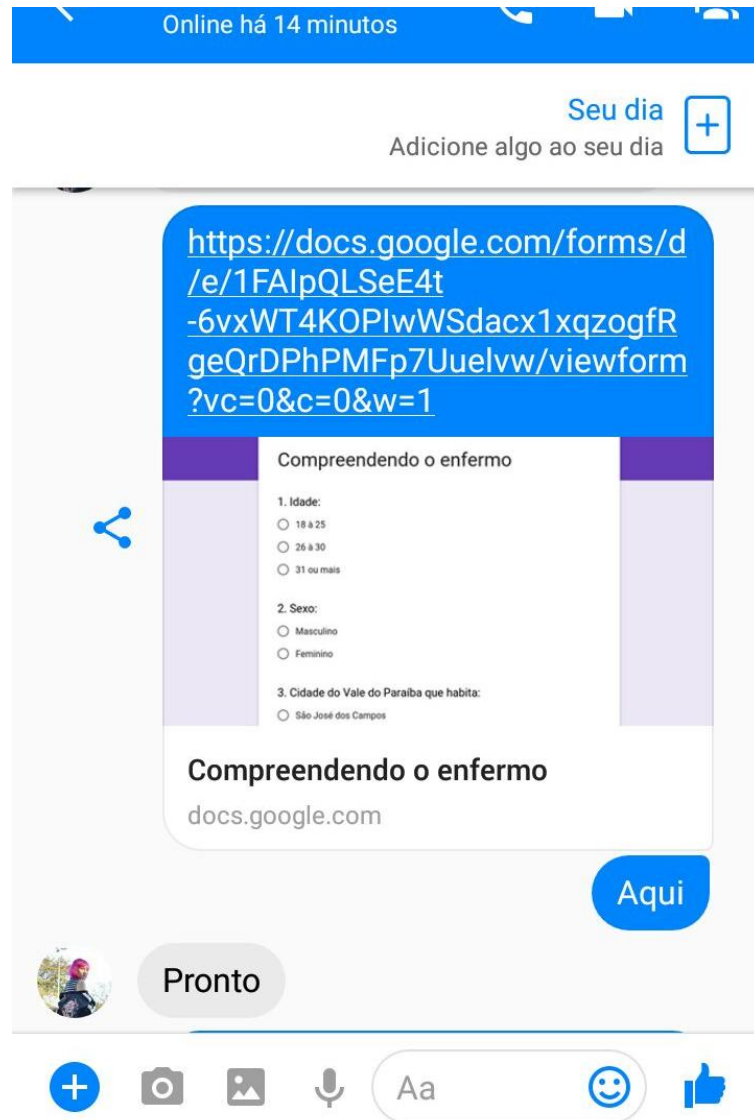 Online há 14 minutos
Seu dia
Adicione algo ao seu dia
https://docs.google.com/forms/d
/e/1FAIpQLSeE4t
-6vxWT4KOPIwWSdacx1xqzogfR
geQrDPhPMFp7Uuelvw/viewform
?vc=0&c=0&w=1
Compreendendo o enfermo
1. Idade:
18 à 25
26 à 30
31 ou mais
2. Sexo:
Masculino
Feminino
3. Cidade do Vale do Paraíba que habita:
São José dos Campos
Compreendendo o enfermo
docs.google.com
Aqui
Pronto
Aa